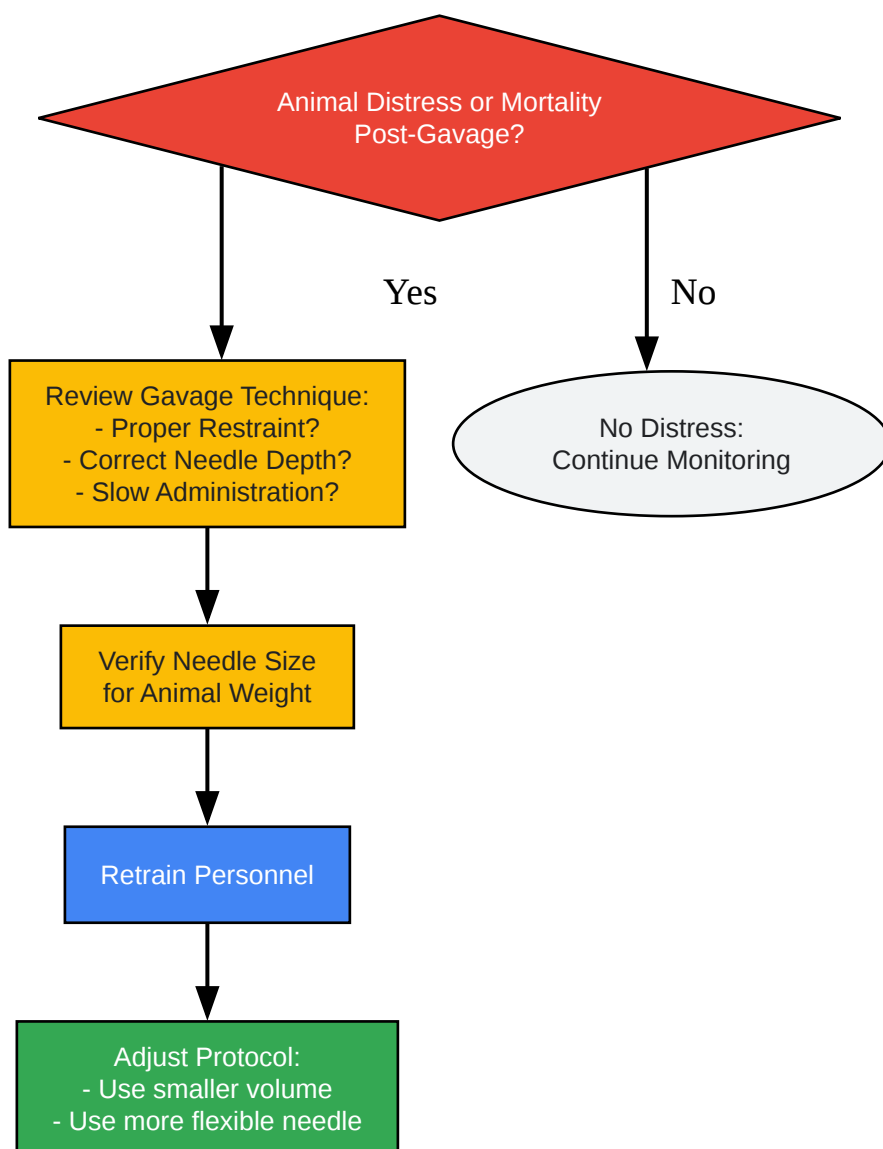 Animal Distress or Mortality
Post-Gavage?
Yes
No
Review Gavage Technique:
- Proper Restraint?
- Correct Needle Depth?
- Slow Administration?
No Distress:
Continue Monitoring
Verify Needle Size
for Animal Weight
Retrain Personnel
Adjust Protocol:
- Use smaller volume
- Use more flexible needle